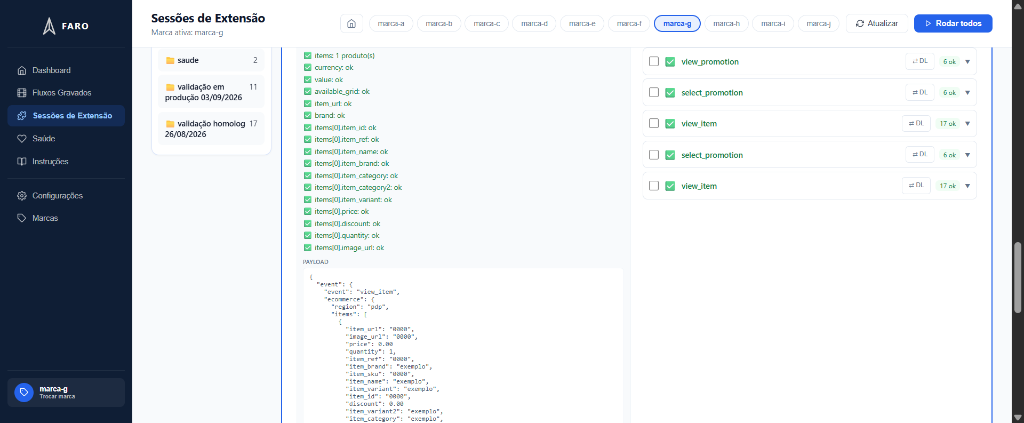 FARO
Dashboard
Fluxos Gravados
Sessões de Extensão
Saúde
Instruções
Configurações
Marcas
marca-g
Trocar marca
Sessões de Extensão
Marca ativa: marca-g
marca-a
marca-b
marca-c
marca-d
marca-e
marca-f
marca-g
marca-h
marca-i
marca-j
Atualizar
Rodar todos
saude 2
validação em produção 03/09/2026 11
validação homolog 26/08/2026 17
items: 1 produto(s)
currency: ok
value: ok
available_grid: ok
item_url: ok
brand: ok
items[0].item_id: ok
items[0].item_ref: ok
items[0].item_name: ok
items[0].item_brand: ok
items[0].item_category: ok
items[0].item_category2: ok
items[0].item_variant: ok
items[0].price: ok
items[0].discount: ok
items[0].quantity: ok
items[0].image_url: ok
PAYLOAD
{
"event": {
"event": "view_item",
"ecommerce": {
"region": "pdp",
"items": [
{
"item_url": "0000",
"image_url": "0000",
"price": 0.00
"quantity": 1,
"item_ref": "0000",
"item_brand": "exemplo",
"item_sku": "0000",
"item_name": "exemplo",
"item_variant": "exemplo",
"item_id": "0000",
"discount": 0.00
"item_variant2": "exemplo",
"item_category": "exemplo",
view_promotion DL 6 ok
select_promotion DL 6 ok
view_item DL 17 ok
select_promotion DL 6 ok
view_item DL 17 ok